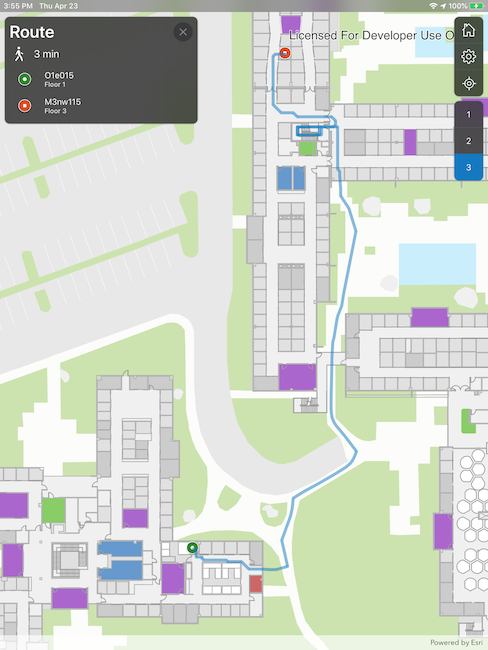 3:55 PM Thu Apr 23
100%
Route
Licensed For Developer Use O
3 min
O1e015
Floor 1
M3nw115
Floor 3
1
2
3
Powered by Esri